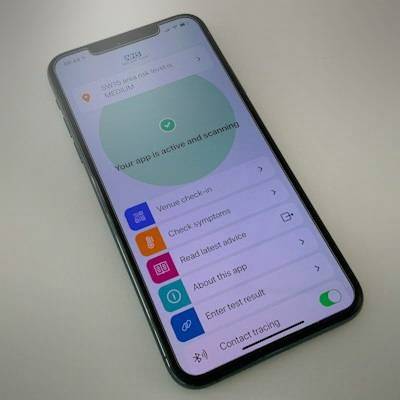 SW15 area risk level is
MEDIUM
Your app is active and scanning
Venue check-in
Check symptoms
Read latest advice
About this app
Enter test result
Contact tracing